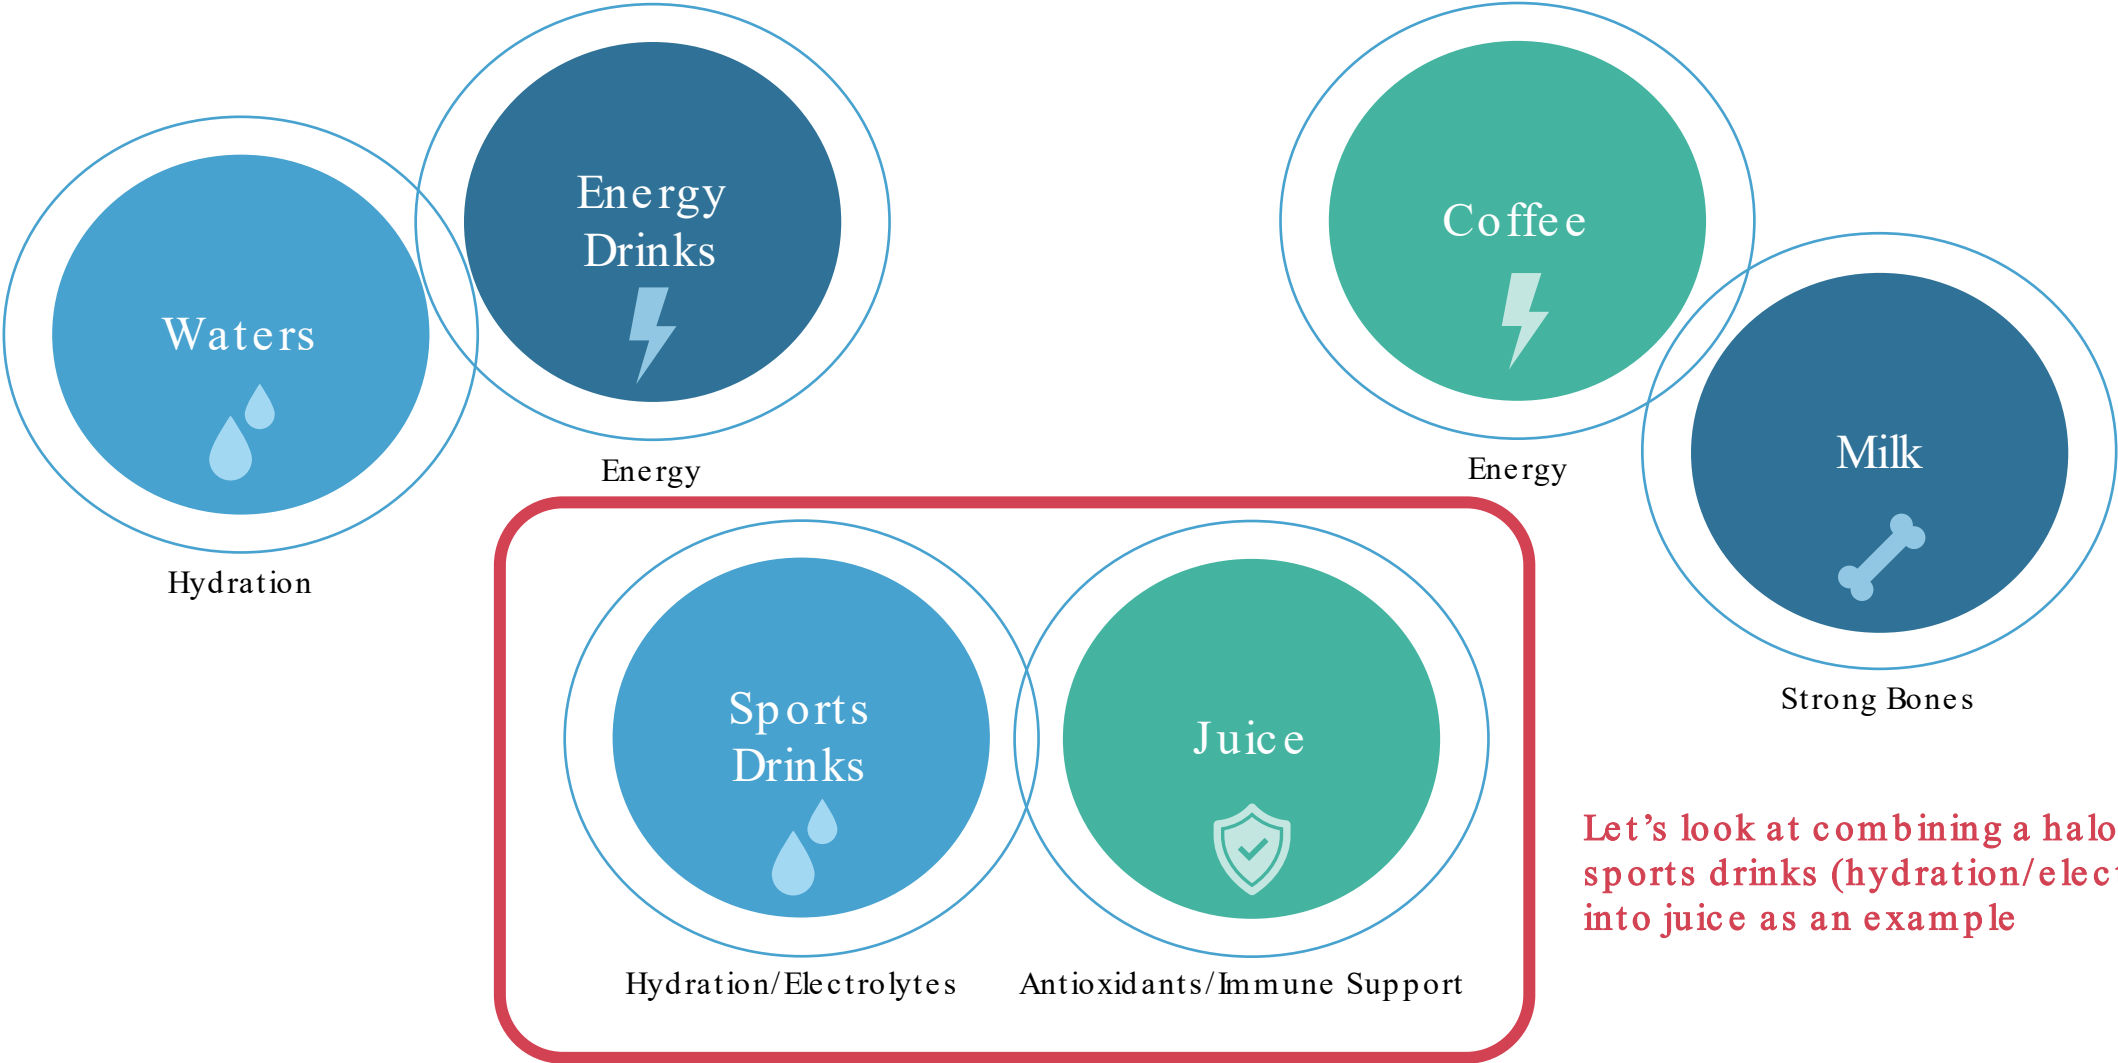 Energy
Drinks
Energy
Waters
Hydration
Coffee
Energy
Milk
Strong Bones
Sports
Drinks
Hydration/Electrolytes
Juice
Antioxidants/Immune Support
Let's look at combining a halo
sports drinks (hydration/elect
into juice as an example